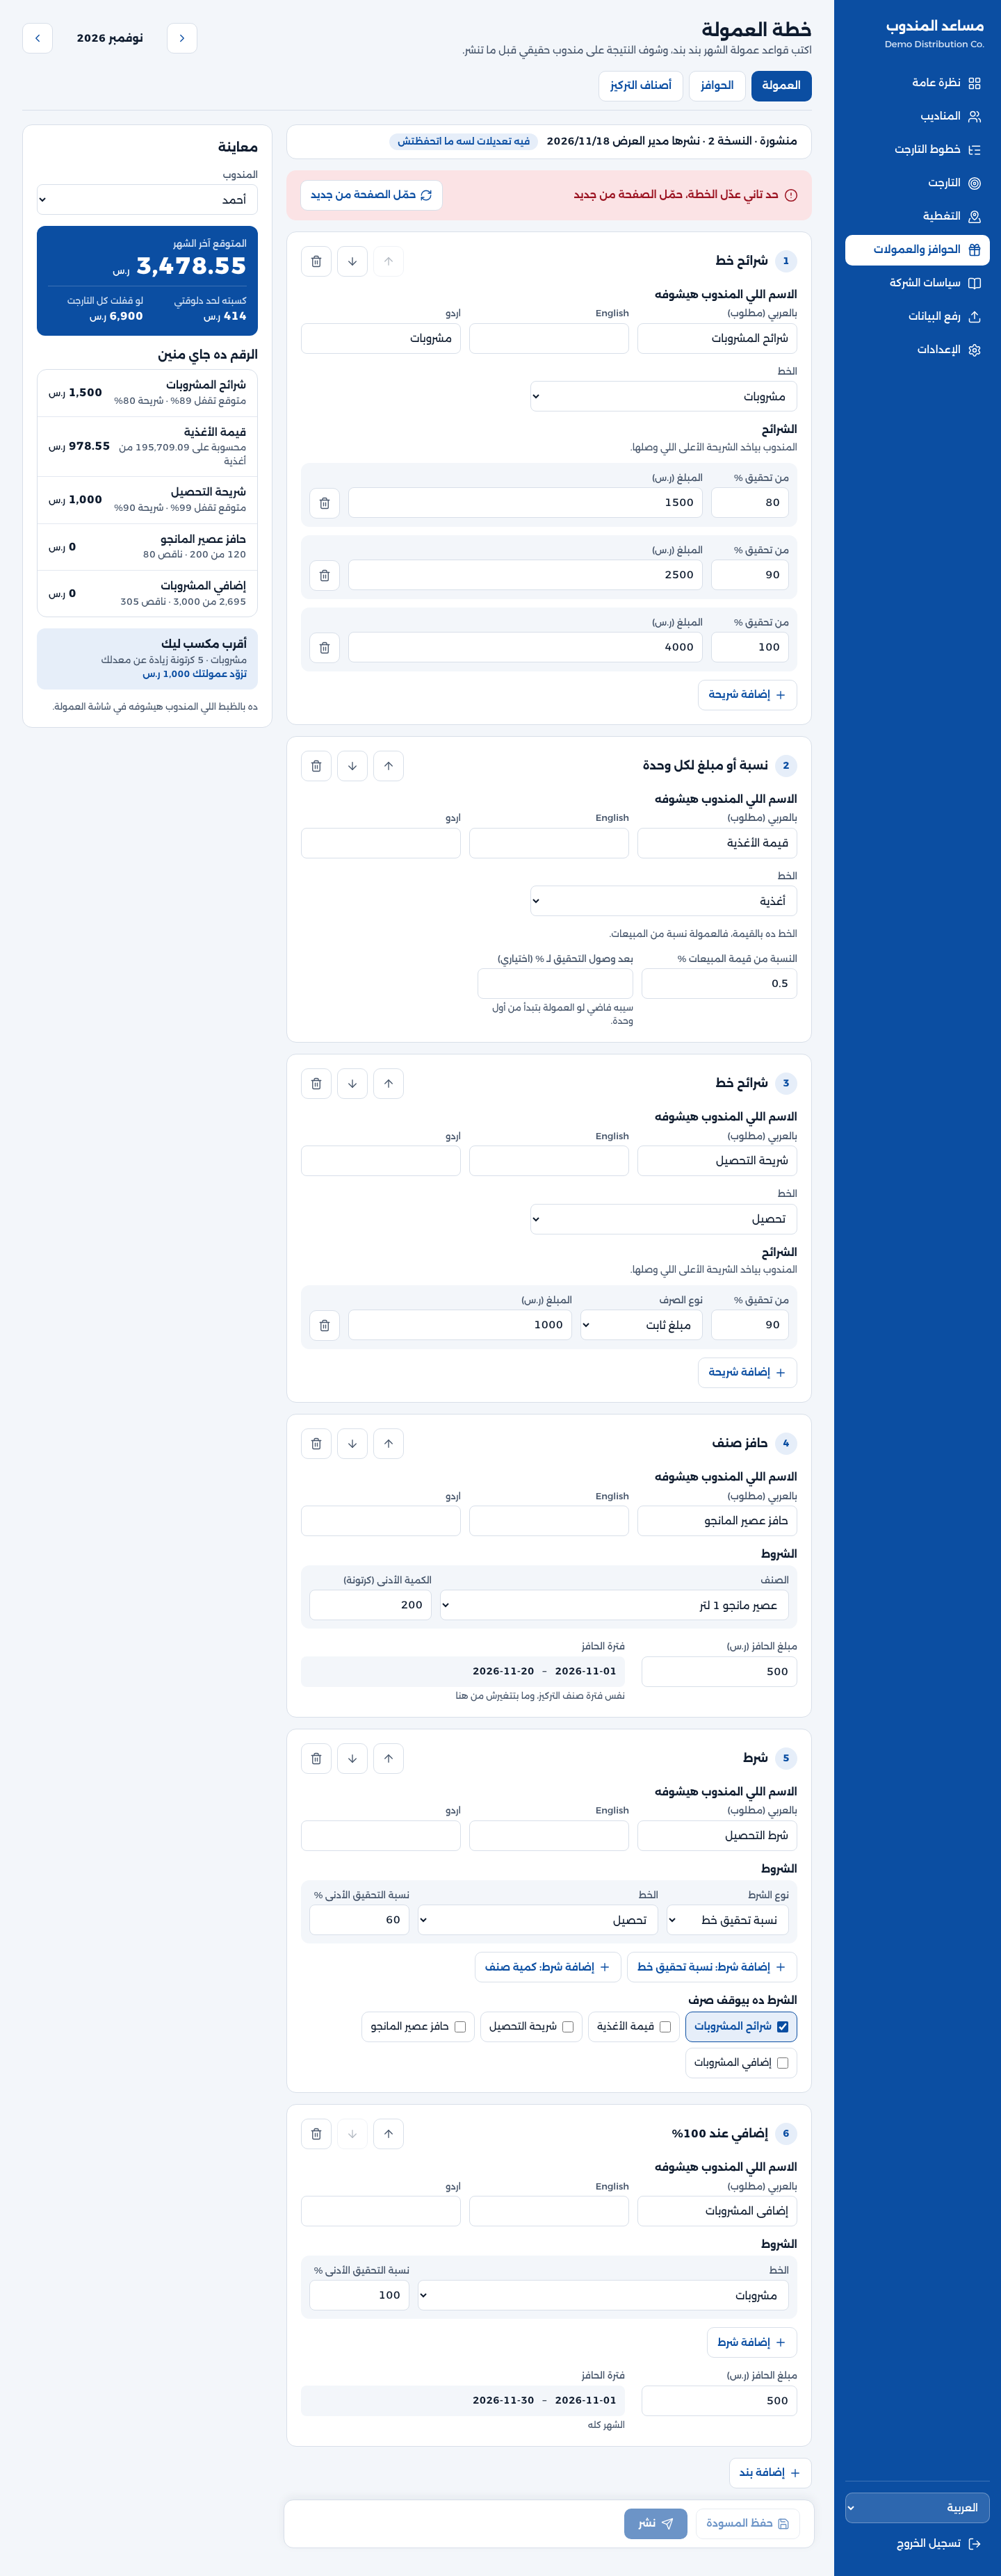 مساعد المندوب
Demo Distribution Co.
نظرة عامة
المناديب
خطوط التارجت
التارجت
التغطية
الحوافز والعمولات
سياسات الشركة
رفع البيانات
الإعدادات
العربية
تسجيل الخروج
خطة العمولة
اكتب قواعد عمولة الشهر بند بند، وشوف النتيجة على مندوب حقيقي قبل ما تنشر.
نوفمبر 2026
العمولة
الحوافز
أصناف التركيز
منشورة · النسخة 2 · نشرها مدير العرض 2026/11/18
فيه تعديلات لسه ما اتحفظتش
حد تاني عدّل الخطة، حمّل الصفحة من جديد
حمّل الصفحة من جديد
1
شرائح خط
الاسم اللي المندوب هيشوفه
بالعربي (مطلوب)
English
اردو
شرائح المشروبات
مشروبات
الخط
مشروبات
الشرائح
المندوب بياخد الشريحة الأعلى اللي وصلها.
من تحقيق %
المبلغ (ر.س)
80
1500
من تحقيق %
المبلغ (ر.س)
90
2500
من تحقيق %
المبلغ (ر.س)
100
4000
إضافة شريحة
2
نسبة أو مبلغ لكل وحدة
الاسم اللي المندوب هيشوفه
بالعربي (مطلوب)
English
اردو
قيمة الأغذية
الخط
أغذية
الخط ده بالقيمة، فالعمولة نسبة من المبيعات.
النسبة من قيمة المبيعات %
بعد وصول التحقيق لـ % (اختياري)
0.5
سيبه فاضي لو العمولة بتبدأ من أول
وحدة.
3
شرائح خط
الاسم اللي المندوب هيشوفه
بالعربي (مطلوب)
English
اردو
شريحة التحصيل
الخط
تحصيل
الشرائح
المندوب بياخد الشريحة الأعلى اللي وصلها.
من تحقيق %
نوع الصرف
المبلغ (ر.س)
90
مبلغ ثابت
1000
إضافة شريحة
4
حافز صنف
الاسم اللي المندوب هيشوفه
بالعربي (مطلوب)
English
اردو
حافز عصير المانجو
الشروط
الصنف
الكمية الأدنى (كرتونة)
عصير مانجو 1 لتر
200
مبلغ الحافز (ر.س)
فترة الحافز
500
2026-11-01 – 2026-11-20
نفس فترة صنف التركيز، وما يتتغيرش من هنا
5
شرط
الاسم اللي المندوب هيشوفه
بالعربي (مطلوب)
English
اردو
شرط التحصيل
الشروط
نوع الشرط
الخط
نسبة التحقيق الأدنى %
نسبة تحقيق خط
تحصيل
60
إضافة شرط: نسبة تحقيق خط
إضافة شرط: كمية صنف
الشرط ده بيوقف صرف
شرائح المشروبات
قيمة الأغذية
شريحة التحصيل
حافز عصير المانجو
إضافي المشروبات
6
إضافي عند 100%
الاسم اللي المندوب هيشوفه
بالعربي (مطلوب)
English
اردو
إضافي المشروبات
الشروط
الخط
نسبة التحقيق الأدنى %
مشروبات
100
إضافة شرط
مبلغ الحافز (ر.س)
فترة الحافز
500
2026-11-01 – 2026-11-30
الشهر كله
إضافة بند
حفظ المسودة
نشر
معاينة
المندوب
أحمد
المتوقع آخر الشهر
3,478.55 ر.س
كسبته لحد دلوقتي
لو قفلت كل التارجت
414 ر.س
6,900 ر.س
الرقم ده جاي منين
شرائح المشروبات
متوقع تقفل 89% · شريحة 80%
1,500 ر.س
قيمة الأغذية
محسوبة على 195,709.09 من
أغذية
978.55 ر.س
شريحة التحصيل
متوقع تقفل 99% · شريحة 90%
1,000 ر.س
حافز عصير المانجو
120 من 200 · ناقص 80
0 ر.س
إضافي المشروبات
2,695 من 3,000 · ناقص 305
0 ر.س
أقرب مكسب ليك
مشروبات · 5 كرتونة زيادة عن معدلك
تزوّد عمولتك 1,000 ر.س
ده بالظبط اللي المندوب هيشوفه في شاشة العمولة.